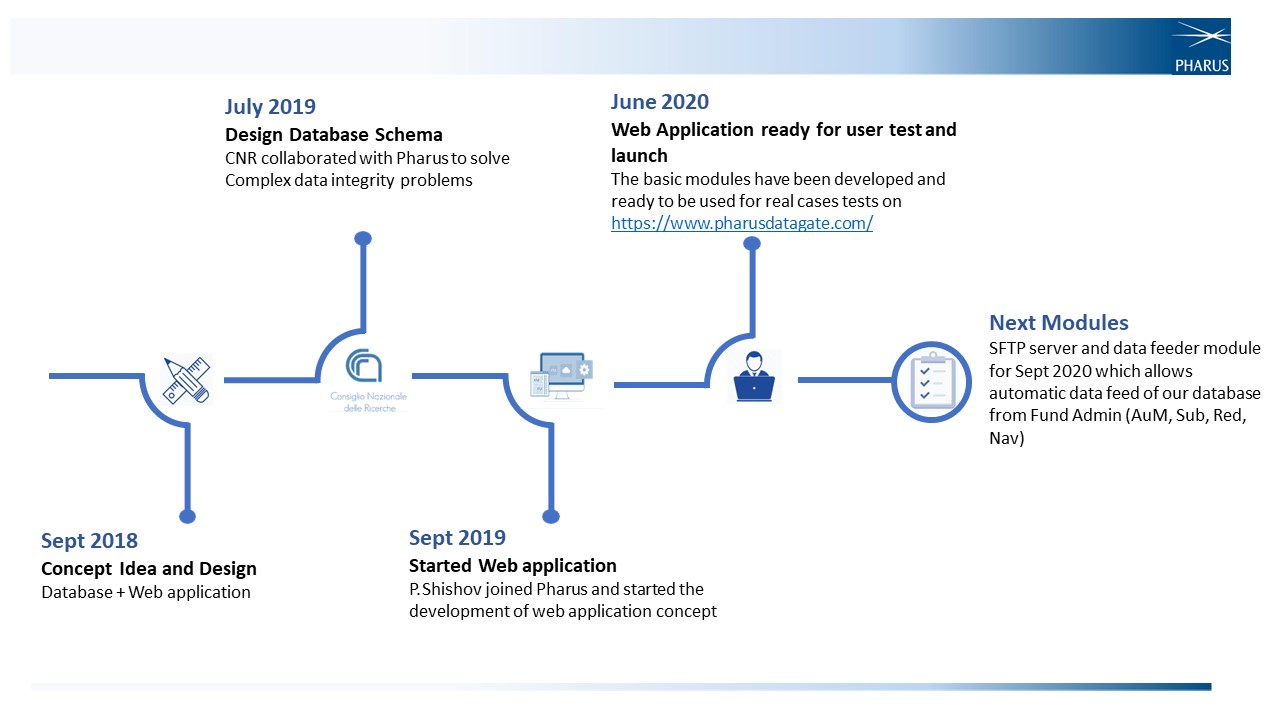 PHARUS
July 2019
Design Database Schema
CNR collaborated with Pharus to solve
Complex data integrity problems
June 2020
Web Application ready for user test and
launch
The basic modules have been developed and
ready to be used for real cases tests on
https://www.pharusdatagate.com/
Next Modules
SFTP server and data feeder module
for Sept 2020 which allows
automatic data feed of our database
from Fund Admin (AuM, Sub, Red,
Nav)
Consiglio Nazionale
delle Ricerche
Sept 2018
Concept Idea and Design
Database + Web application
Sept 2019
Started Web application
P. Shishov joined Pharus and started the
development of web application concept